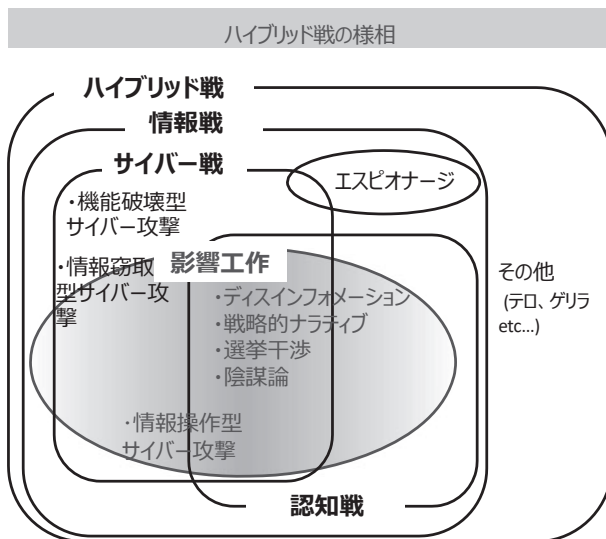 ハイブリッド戦の様相
ハイブリッド戦
情報戦
サイバー戦
エスピオナージ
・機能破壊型
サイバー攻撃
・情報窃取
型サイバー攻
撃
影響工作
・ディスインフォメーション
・戦略的ナラティブ
・選挙干渉
・陰謀論
その他
(テロ、ゲリラ
etc...)
・情報操作型
サイバー攻撃
認知戦